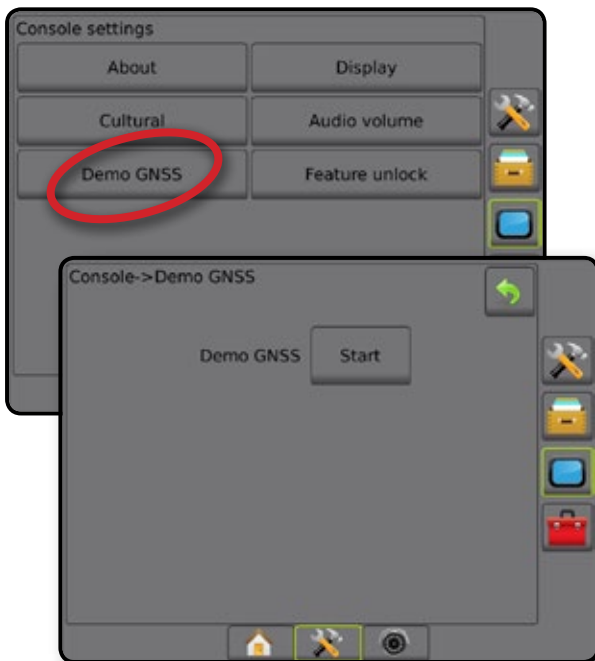 Console settings
About Display
Cultural Audio volume
Demo GNSS Feature unlock
Console->Demo GNSS
Demo GNSS Start